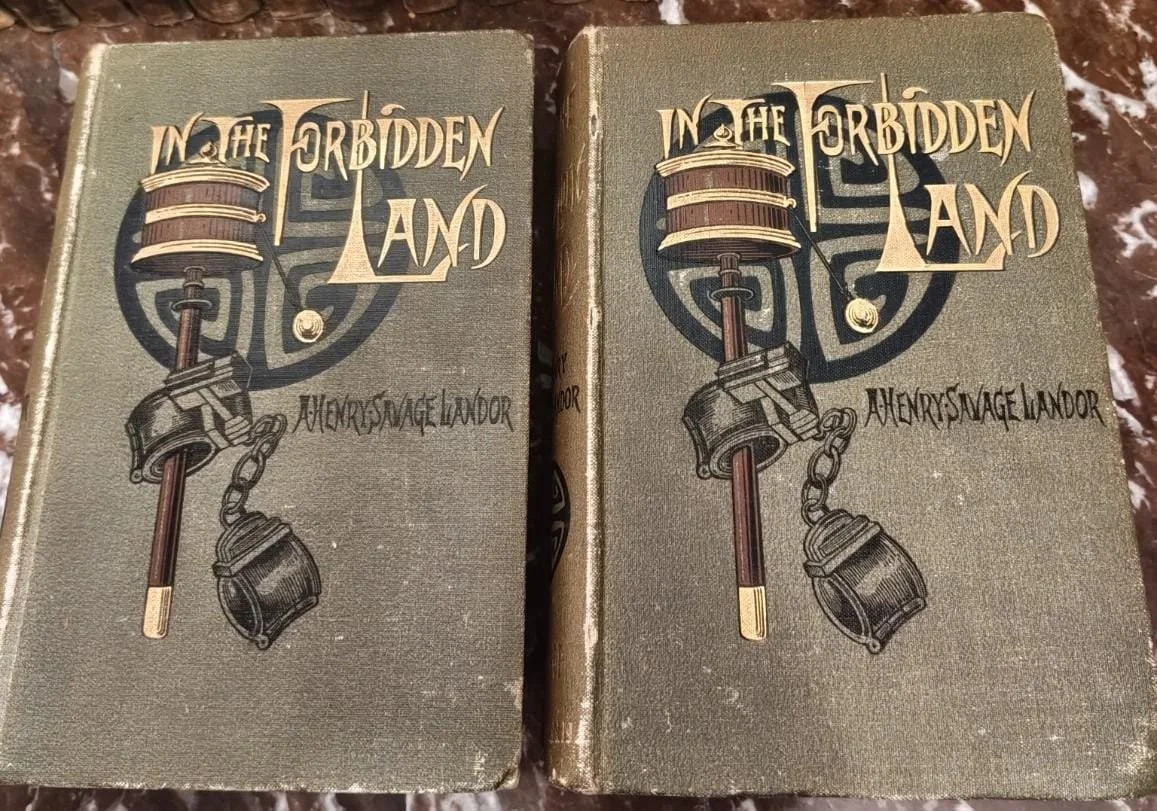 IN THE FORBIDDEN
LAND
A·HENRY·SAVAGE LANDOR
IN THE FORBIDDEN
LAND
A·HENRY·SAVAGE LANDOR